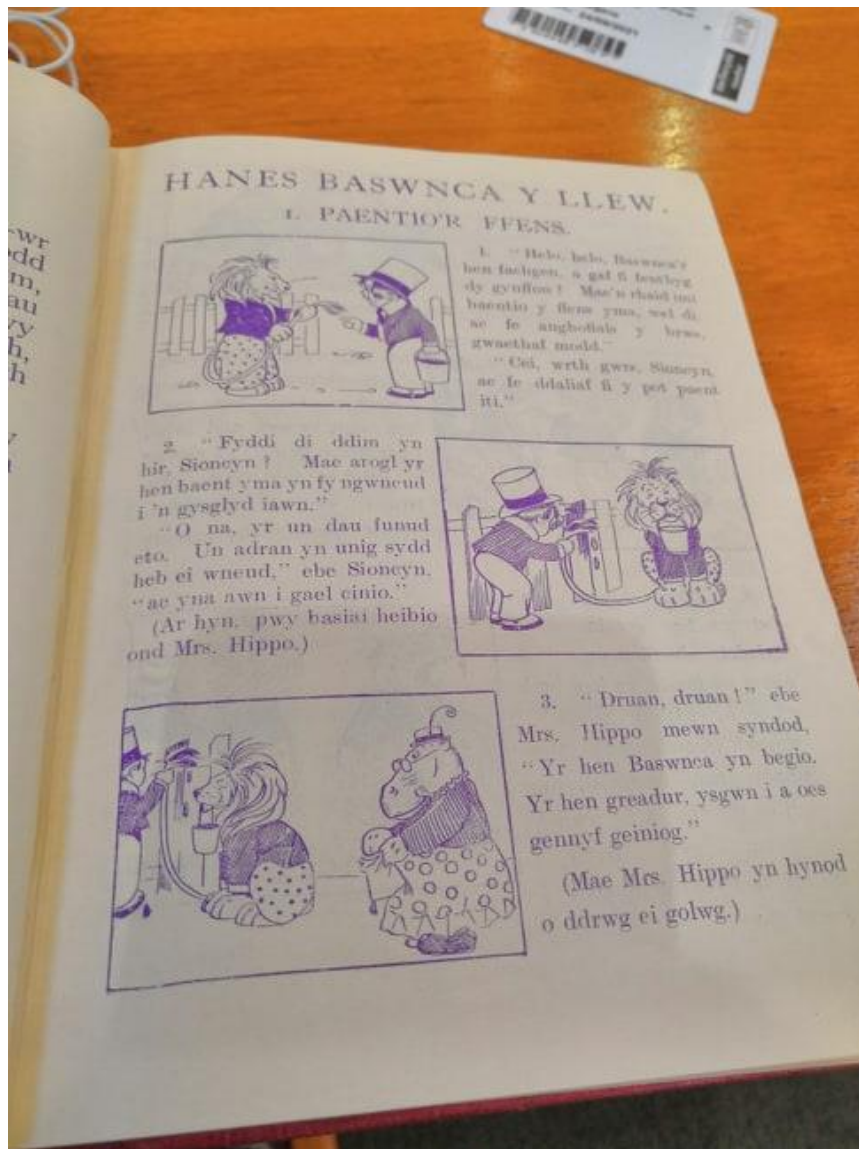 HANES BASWNCA Y LLEW.
1. PAENTIO'R FFENS.
1. "Helo, helo, Baswnca'r
hen fachgen, a gaf fi fenthyg
dy gynffon? Mae'n rhaid imi
baentio y ffens yma, wel di
ac fe anghofiais y brws,
gwaethaf modd."
"Cei, wrth gwrs, Sioncyn,
ac fe ddaliaf fi y pot paent
iti."
2. "Fyddi di ddim yn
hir, Sioncyn? Mae arogl yr
hen baent yma yn fy ngwneud
i 'n gysglyd iawn."
"O na, yr un dau funud
eto. Un adran yn unig sydd
heb ei wneud," ebe Sioncyn,
"ac yna awn i gael cinio."
(Ar hyn, pwy basiai heibio
ond Mrs. Hippo.)
3. "Druan, druan!" ebe
Mrs. Hippo mewn syndod,
"Yr hen Baswnca yn begio.
Yr hen greadur, ysgwn i a oes
gennyf geiniog."
(Mae Mrs. Hippo yn hynod
o ddrwg ei golwg.)
-wr
odd
m,
au
wy
h,
h